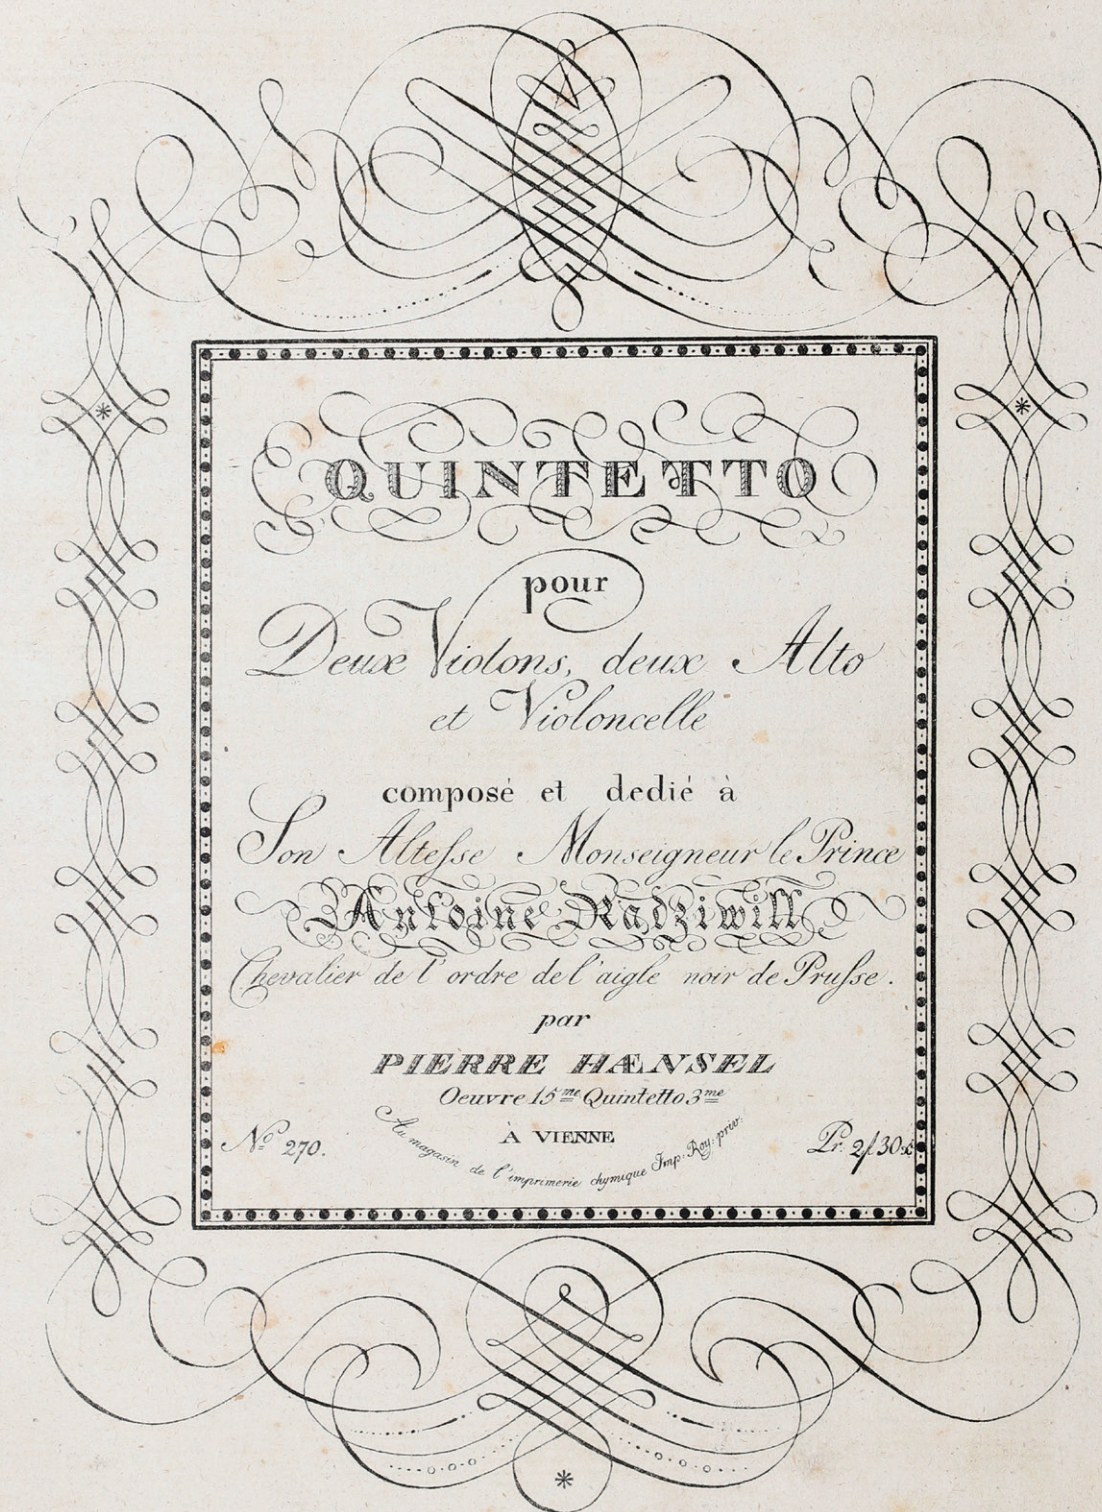 QUINTETTO
pour
Deux Violons, deux Alto
et Violoncelle
composé et dedié à
Son Altesse Monseigneur le Prince
Antoine Radziwill
Chevalier de l'ordre de l'aigle noir de Prusse.
par
PIERRE HÆNSEL
Oeuvre 15me Quintetto 3me
À VIENNE
No 270.
Au magasin de l'imprimerie chymique Imp. Roy. priv.
Pr. 2f 30x